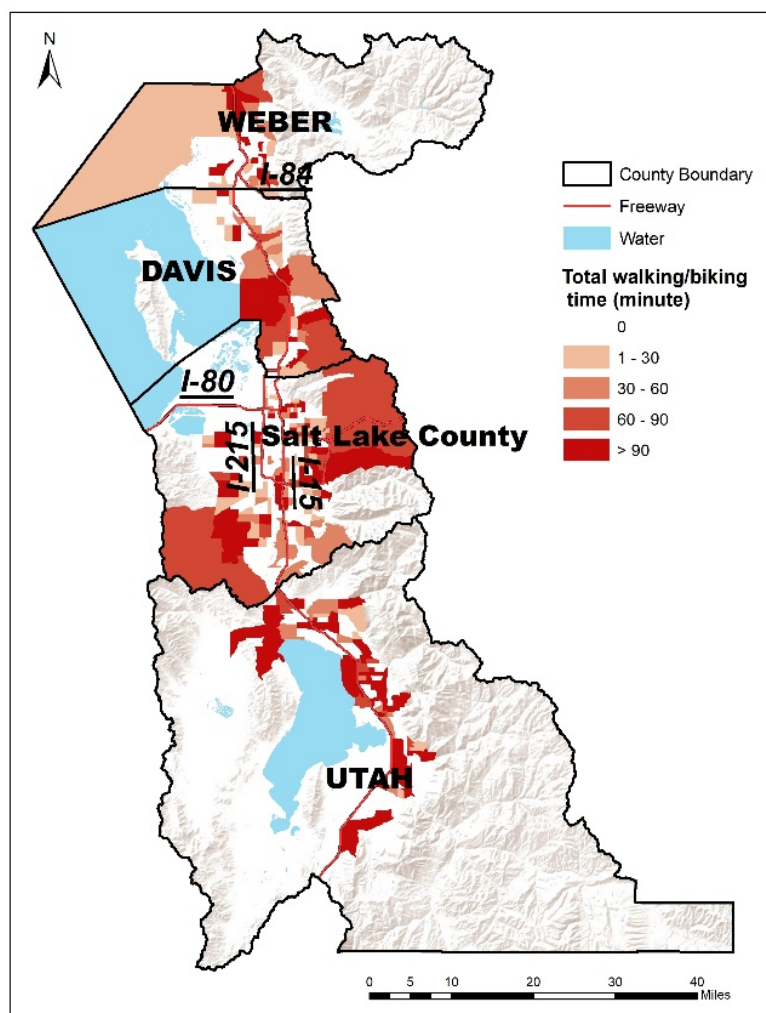 N
WEBER
I-84
DAVIS
I-80
I-215
Salt Lake County
I-15
UTAH
County Boundary
Freeway
Water
Total walking/biking
time (minute)
0
1 - 30
30 - 60
60 - 90
> 90
0 5 10 20 30 40
Miles